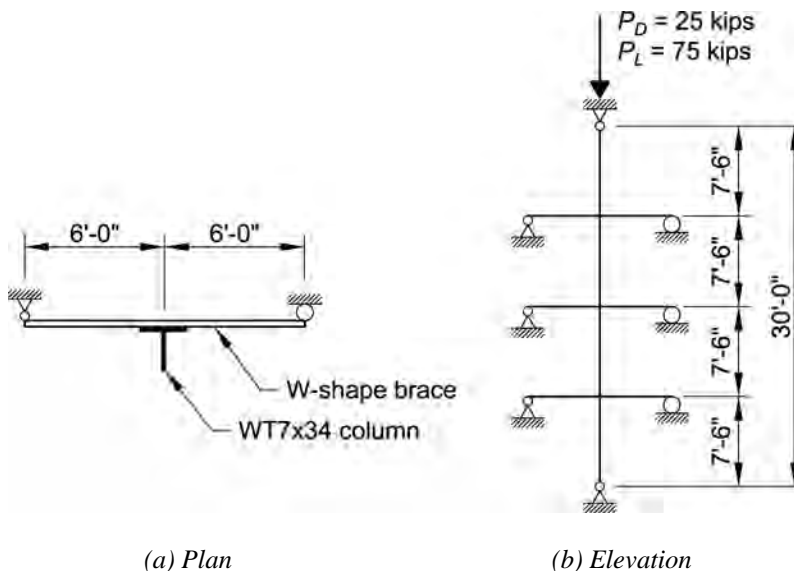 P_D = 25 kips
P_L = 75 kips
6'-0" 6'-0"
W-shape brace
WT7x34 column
7'-6"
7'-6"
7'-6"
7'-6"
30'-0"
(a) Plan
(b) Elevation